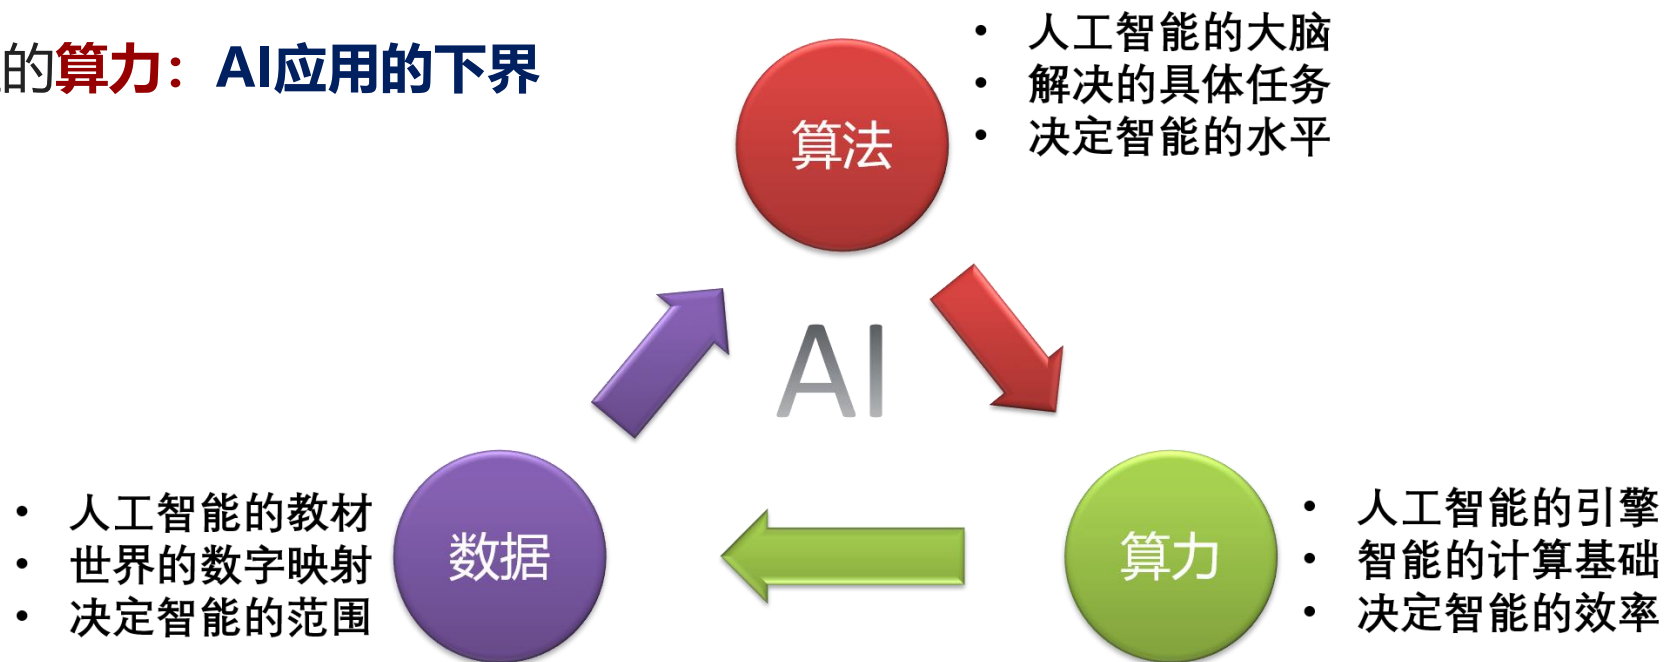 的算力：AI应用的下界
• 人工智能的大脑
• 解决的具体任务
• 决定智能的水平
算法
AI
• 人工智能的教材
• 世界的数字映射
• 决定智能的范围
数据
算力
• 人工智能的引擎
• 智能的计算基础
• 决定智能的效率